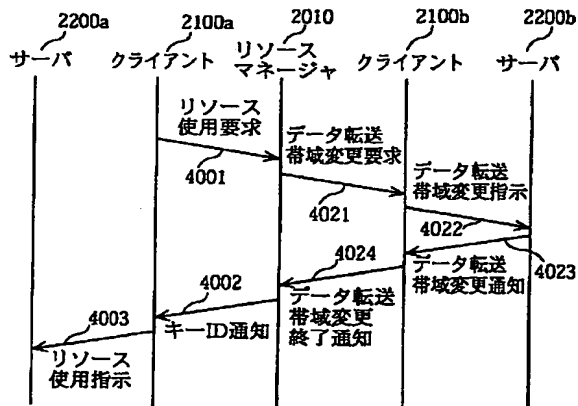 2200a 2100a 2010 2100b 2200b
サーバ クライアント リソース
マネージャ クライアント サーバ
リソース
使用要求
4001
データ転送
帯域変更要求
4021
データ転送
帯域変更指示
4022
4023
データ転送
帯域変更通知
4024
データ転送
帯域変更
終了通知
4002
キーID通知
4003
リソース
使用指示